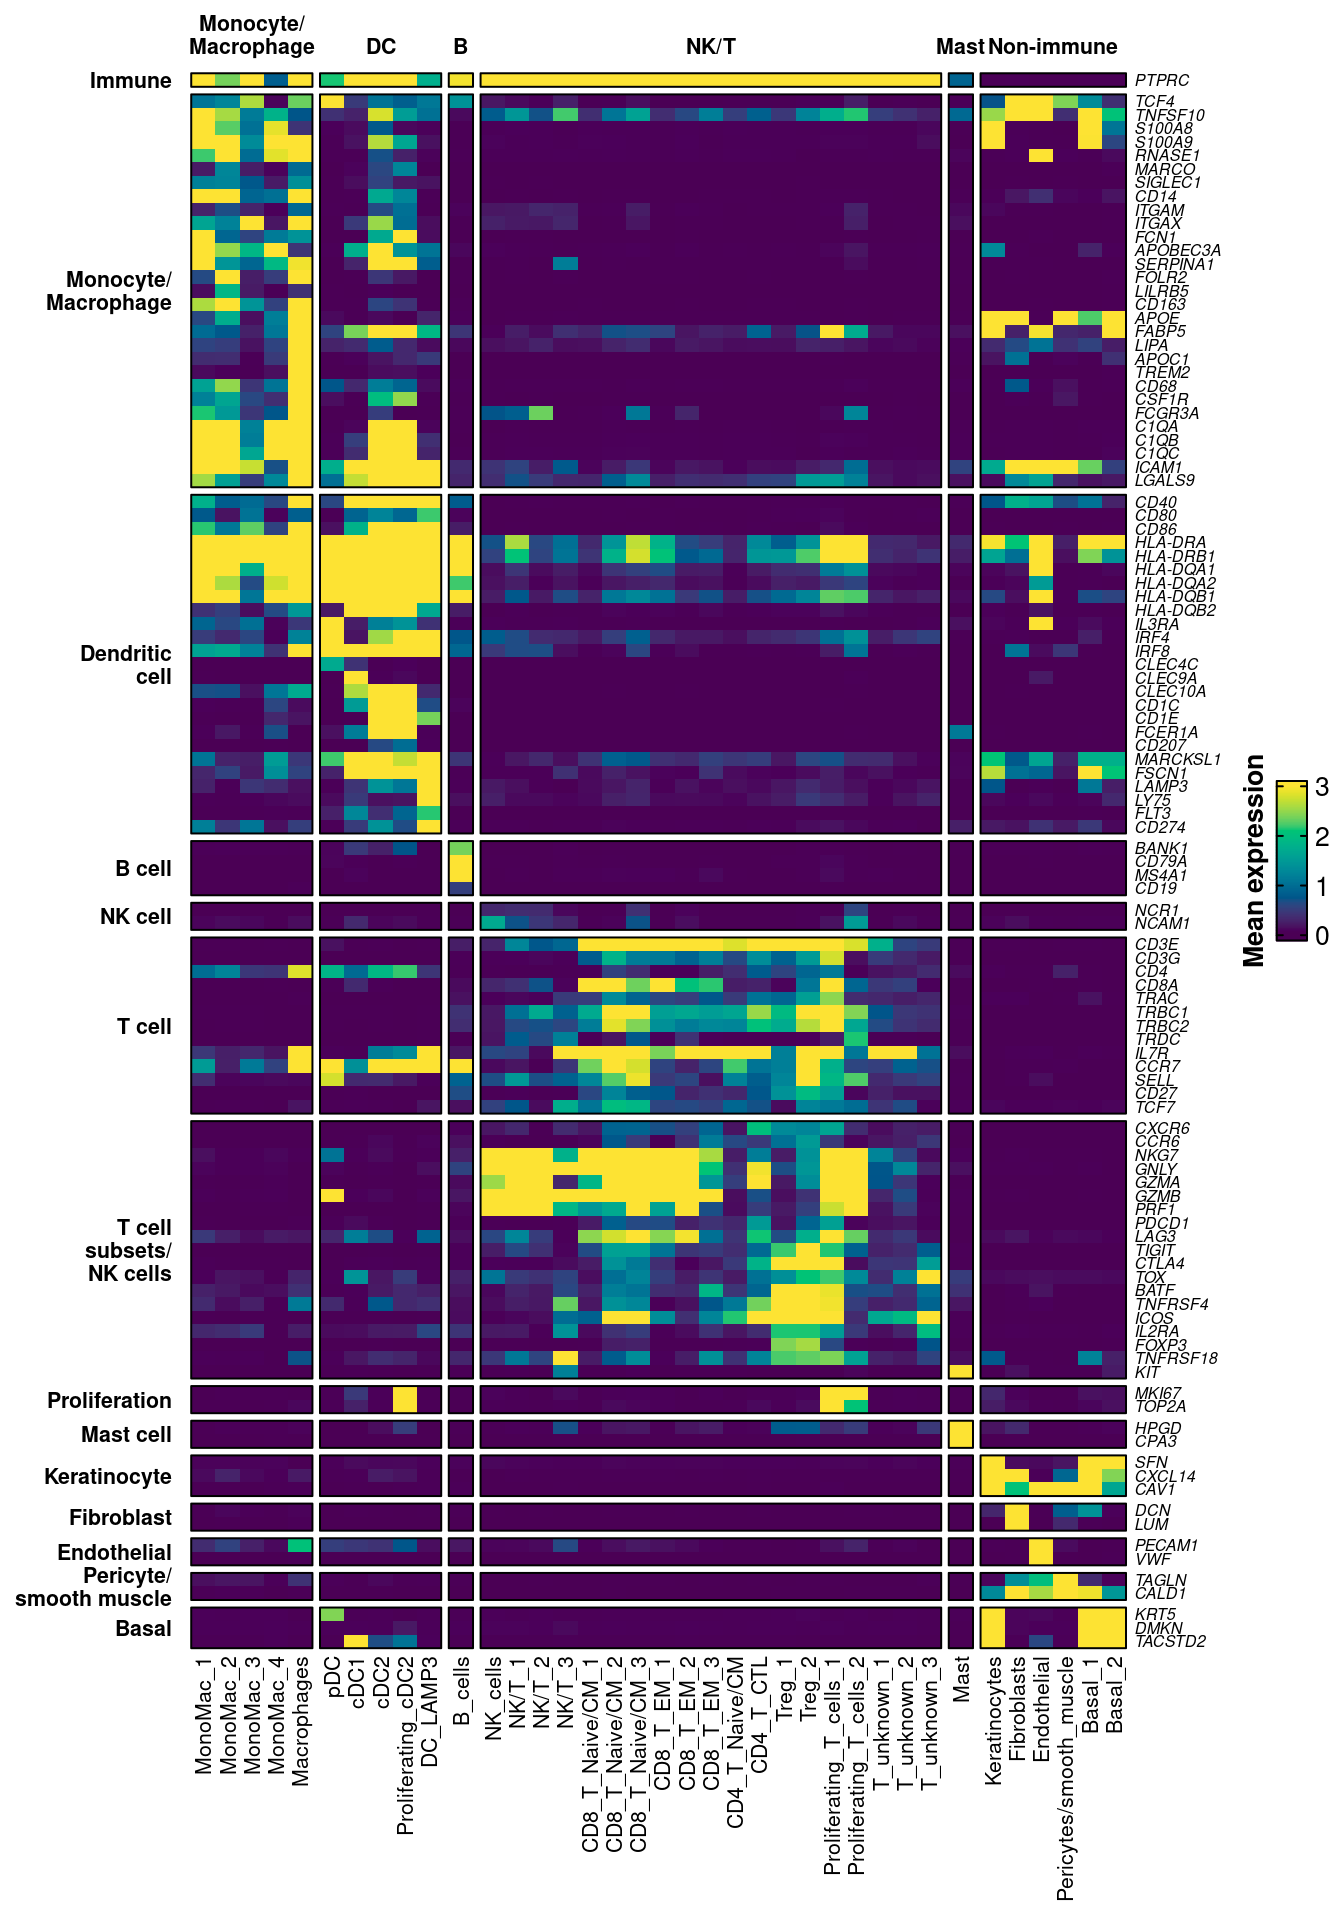 Monocyte/
Macrophage
DC
B
NK/T
Mast
Non-immune
Immune
PTPRC
Monocyte/
Macrophage
TCF4
TNFSF10
S100A8
S100A9
RNASE1
MARCO
SIGLEC1
CD14
ITGAM
ITGAX
FCN1
APOBEC3A
SERPINA1
FOLR2
LILRB5
CD163
APOE
FABP5
LIPA
APOC1
TREM2
CD68
CSF1R
FCGR3A
C1QA
C1QB
C1QC
ICAM1
LGALS9
Dendritic
cell
CD40
CD80
CD86
HLA-DRA
HLA-DRB1
HLA-DQA1
HLA-DQA2
HLA-DQB1
HLA-DQB2
IL3RA
IRF4
IRF8
CLEC4C
CLEC9A
CLEC10A
CD1C
CD1E
FCER1A
CD207
MARCKSL1
FSCN1
LAMP3
LY75
FLT3
CD274
B cell
BANK1
CD79A
MS4A1
CD19
NK cell
NCR1
NCAM1
T cell
CD3E
CD3G
CD4
CD8A
TRAC
TRBC1
TRBC2
TRDC
IL7R
CCR7
SELL
CD27
TCF7
T cell
subsets/
NK cells
CXCR6
CCR6
NKG7
GNLY
GZMA
GZMB
PRF1
PDCD1
LAG3
TIGIT
CTLA4
TOX
BATF
TNFRSF4
ICOS
IL2RA
FOXP3
TNFRSF18
KIT
Proliferation
MKI67
TOP2A
Mast cell
HPGD
CPA3
Keratinocyte
SFN
CXCL14
CAV1
Fibroblast
DCN
LUM
Endothelial
PECAM1
VWF
Pericyte/
smooth muscle
TAGLN
CALD1
Basal
KRT5
DMKN
TACSTD2
MonoMac_1
MonoMac_2
MonoMac_3
MonoMac_4
Macrophages
pDC
cDC1
cDC2
Proliferating_cDC2
DC_LAMP3
B_cells
NK_cells
NK/T_1
NK/T_2
NK/T_3
CD8_T_Naive/CM_1
CD8_T_Naive/CM_2
CD8_T_Naive/CM_3
CD8_T_EM_1
CD8_T_EM_2
CD8_T_EM_3
CD4_T_Naive/CM
CD4_T_CTL
Treg_1
Treg_2
Proliferating_T_cells_1
Proliferating_T_cells_2
T_unknown_1
T_unknown_2
T_unknown_3
Mast
Keratinocytes
Fibroblasts
Endothelial
Pericytes/smooth_muscle
Basal_1
Basal_2
Mean expression
3
2
1
0